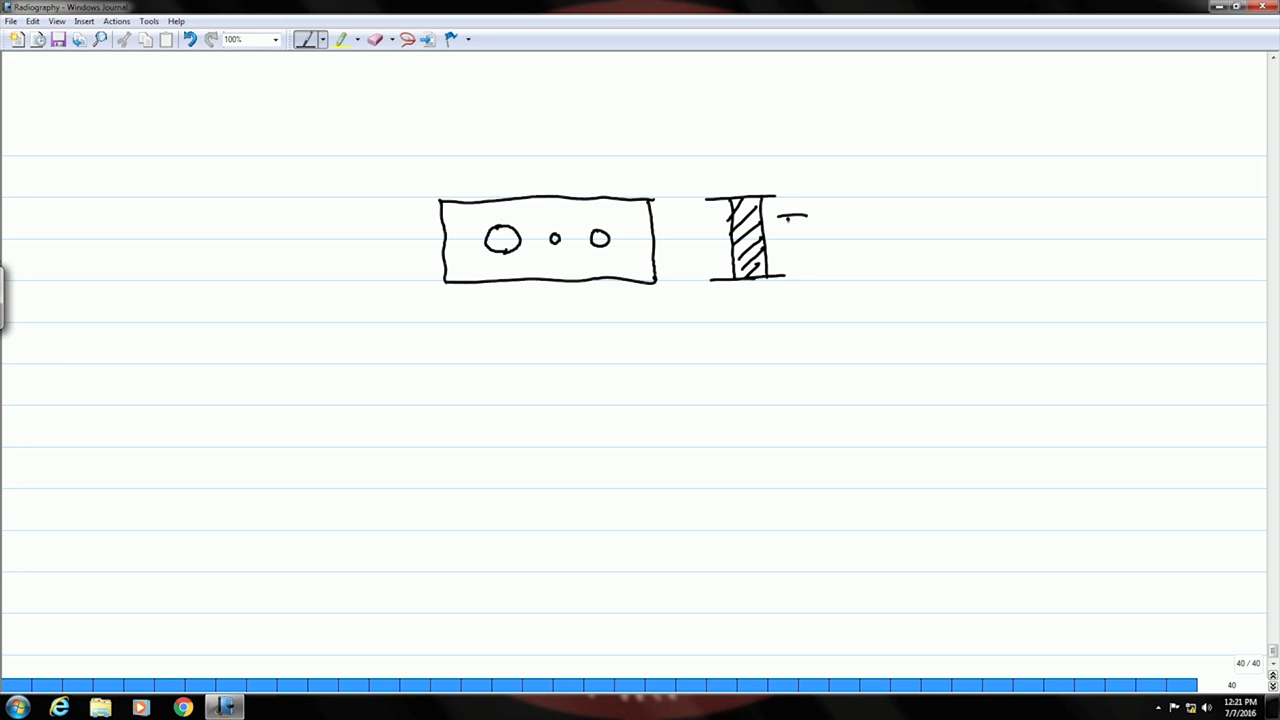 Radiography - Windows Journal
File Edit View Insert Actions Tools Help
100%
40 / 40
40
12:21 PM
7/7/2016